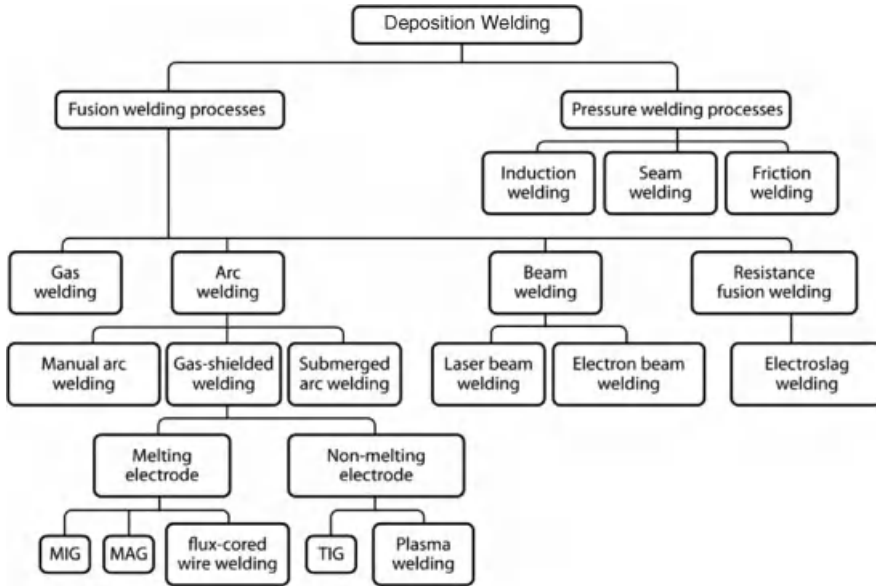 Deposition Welding
Fusion welding processes
Pressure welding processes
Induction
welding
Seam
welding
Friction
welding
Gas
welding
Arc
welding
Beam
welding
Resistance
fusion welding
Manual arc
welding
Gas-shielded
welding
Submerged
arc welding
Laser beam
welding
Electron beam
welding
Electroslag
welding
Melting
electrode
Non-melting
electrode
MIG
MAG
flux-cored
wire welding
TIG
Plasma
welding